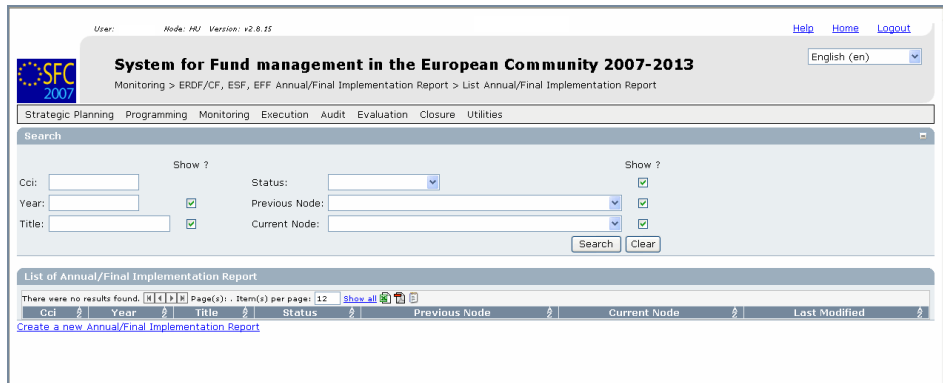 User: Node: HU Version: v2.8.15
Help Home Logout
English (en)
SFC
2007
System for Fund management in the European Community 2007-2013
Monitoring > ERDF/CF, ESF, EFF Annual/Final Implementation Report > List Annual/Final Implementation Report
Strategic Planning Programming Monitoring Execution Audit Evaluation Closure Utilities
Search
Show ? Show ?
Cci: Status:
Year: Previous Node:
Title: Current Node:
Search Clear
List of Annual/Final Implementation Report
There were no results found. Page(s): . Item(s) per page: 12 Show all
Cci Year Title Status Previous Node Current Node Last Modified
Create a new Annual/Final Implementation Report